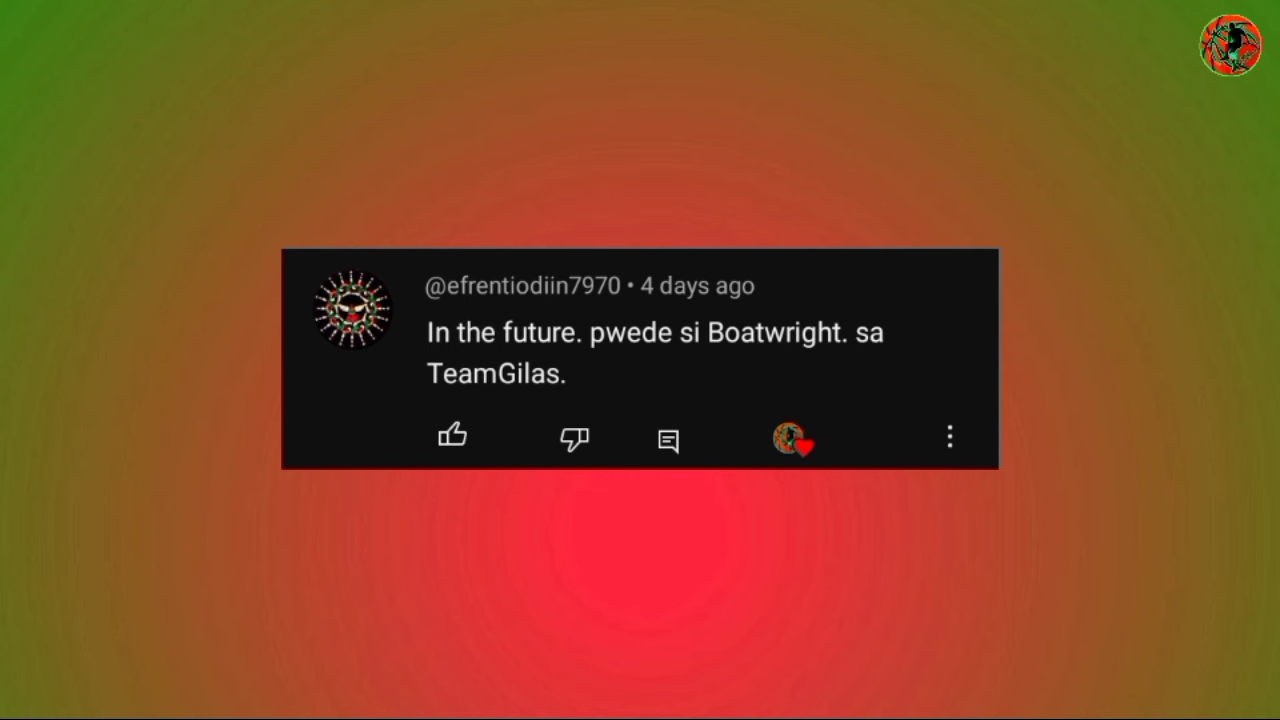 @efrentiodiin7970 • 4 days ago
In the future. pwede si Boatwright. sa
TeamGilas.